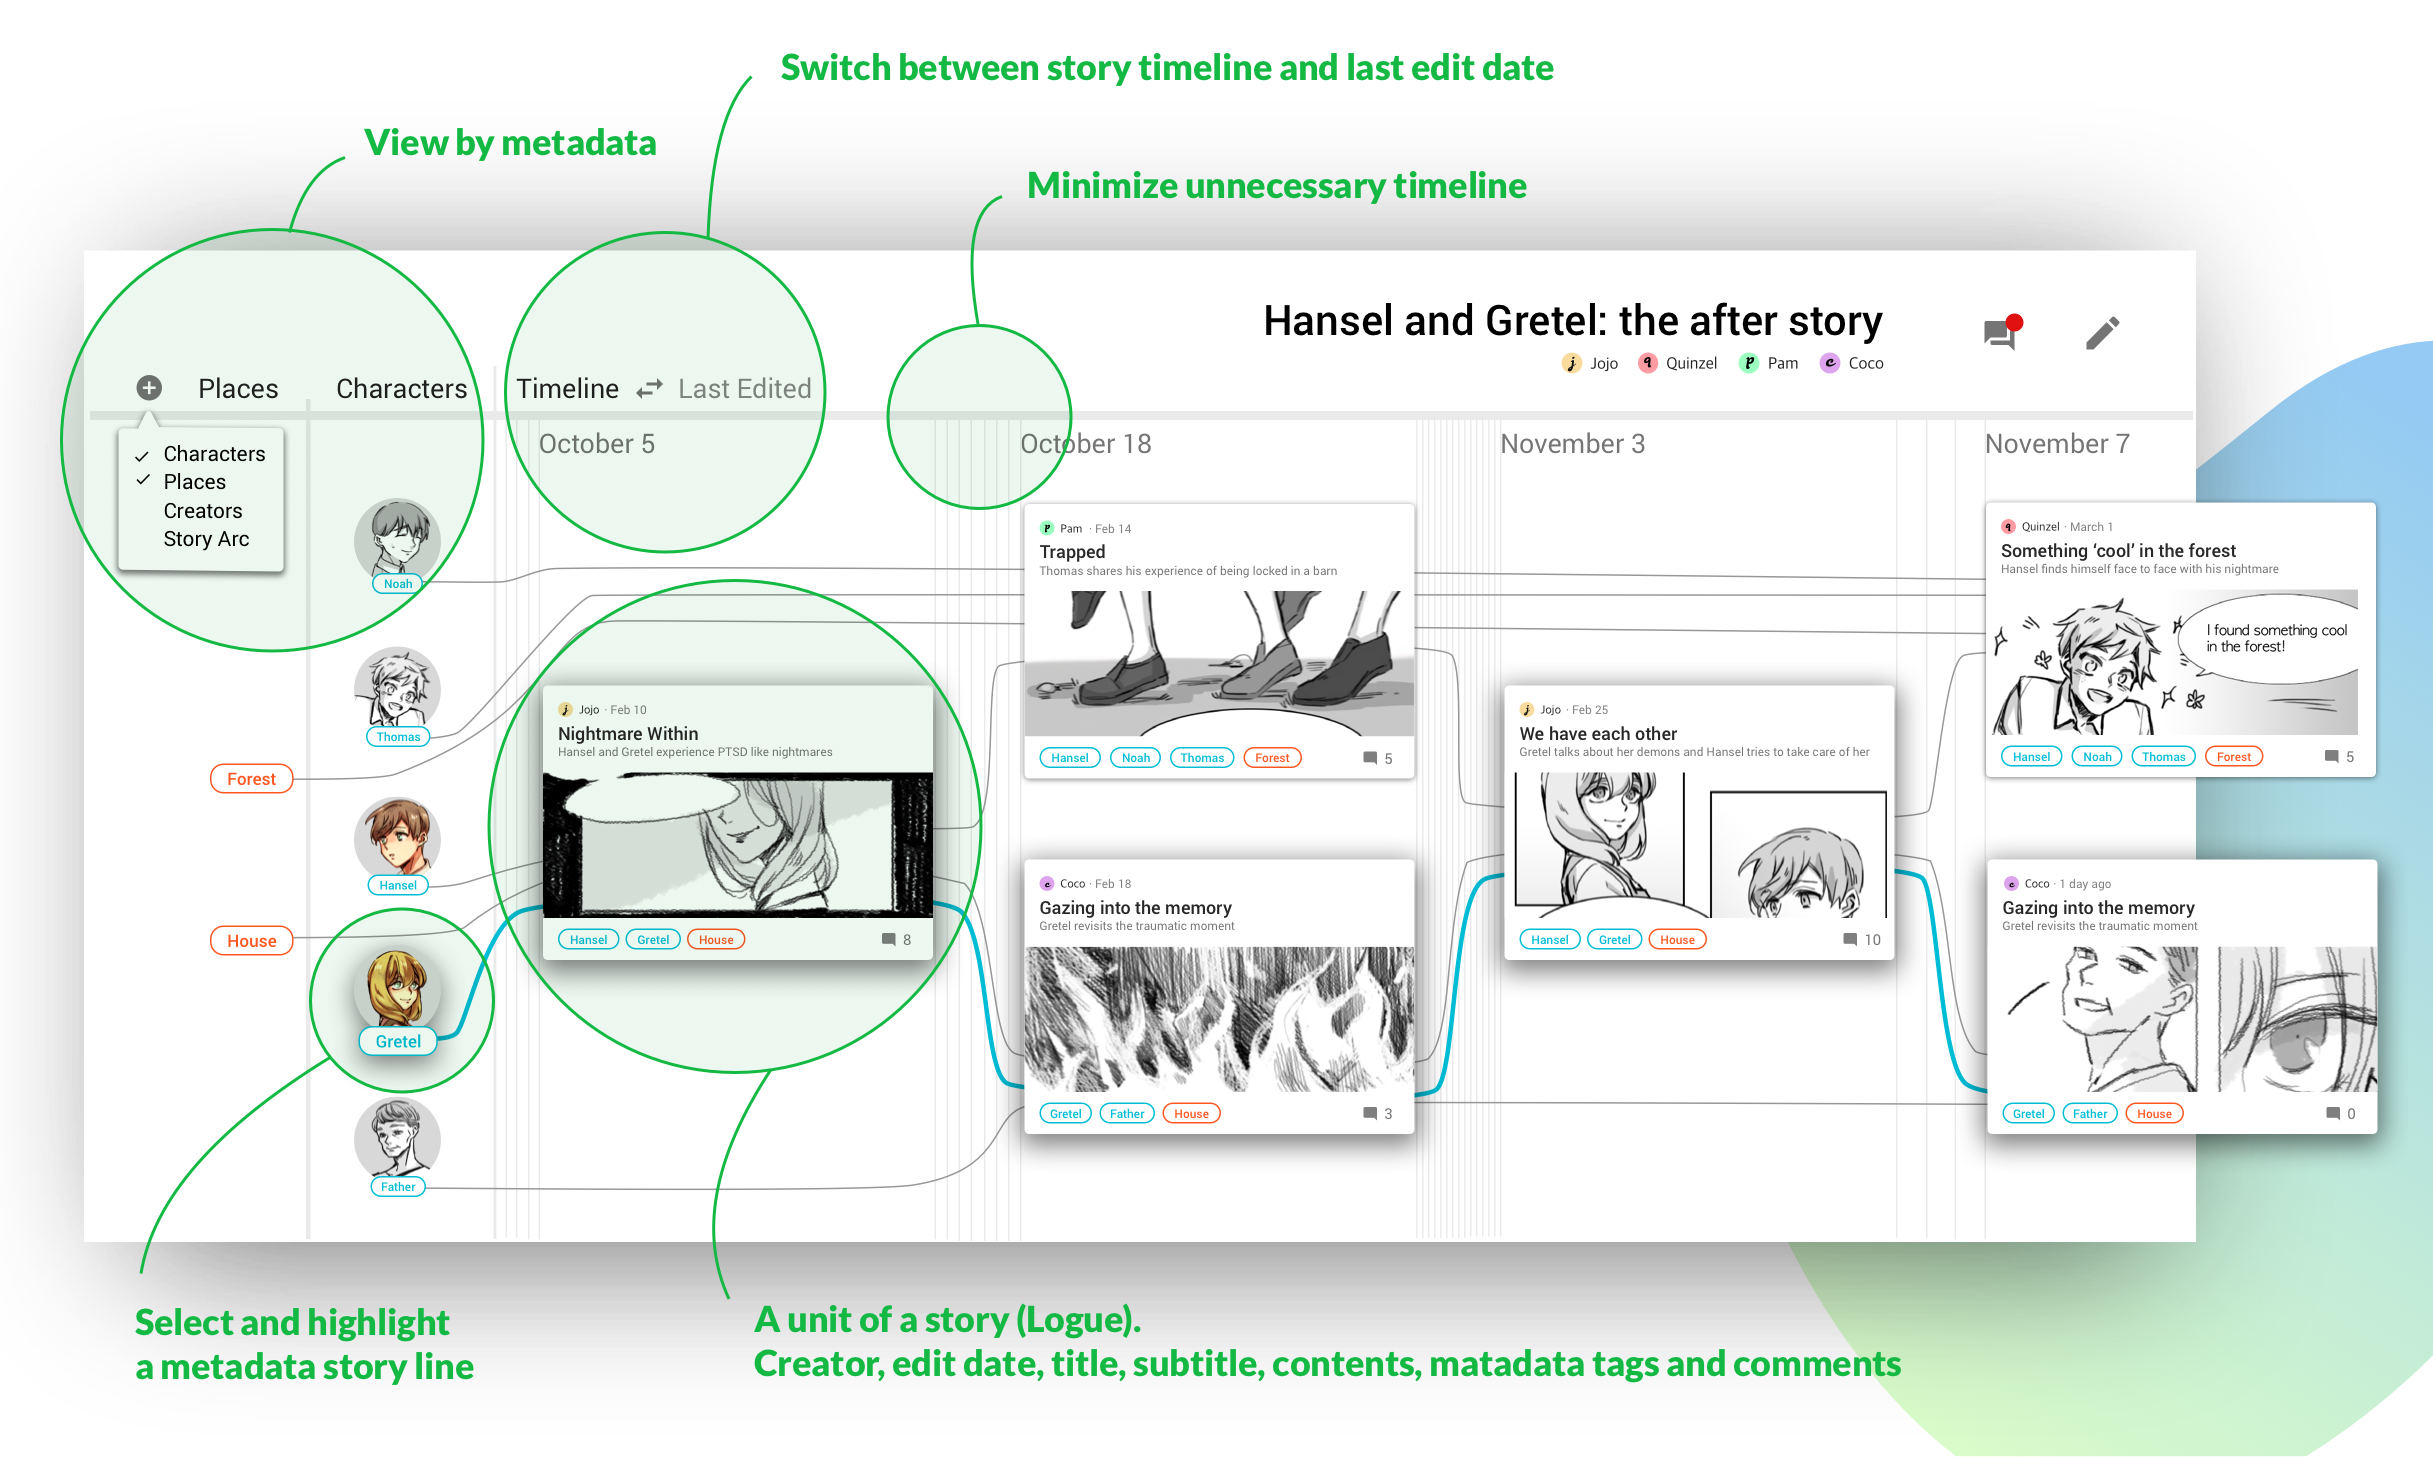 Switch between story timeline and last edit date
View by metadata
Minimize unnecessary timeline
Hansel and Gretel: the after story
Jojo Quinzel Pam Coco
Places Characters Timeline Last Edited
Characters
Places
Creators
Story Arc
October 5 October 18 November 3 November 7
Noah
Thomas
Forest
Hansel
House
Gretel
Father
Jojo · Feb 10
Nightmare Within
Hansel and Gretel experience PTSD like nightmares
Hansel Gretel House 8
Pam · Feb 14
Trapped
Thomas shares his experience of being locked in a barn
Hansel Noah Thomas Forest 5
Coco · Feb 18
Gazing into the memory
Gretel revisits the traumatic moment
Gretel Father House 3
Jojo · Feb 25
We have each other
Gretel talks about her demons and Hansel tries to take care of her
Hansel Gretel House 10
Quinzel · March 1
Something ‘cool’ in the forest
Hansel finds himself face to face with his nightmare
I found something cool
in the forest!
Hansel Noah Thomas Forest 5
Coco · 1 day ago
Gazing into the memory
Gretel revisits the traumatic moment
Gretel Father House 0
Select and highlight
a metadata story line
A unit of a story (Logue).
Creator, edit date, title, subtitle, contents, matadata tags and comments